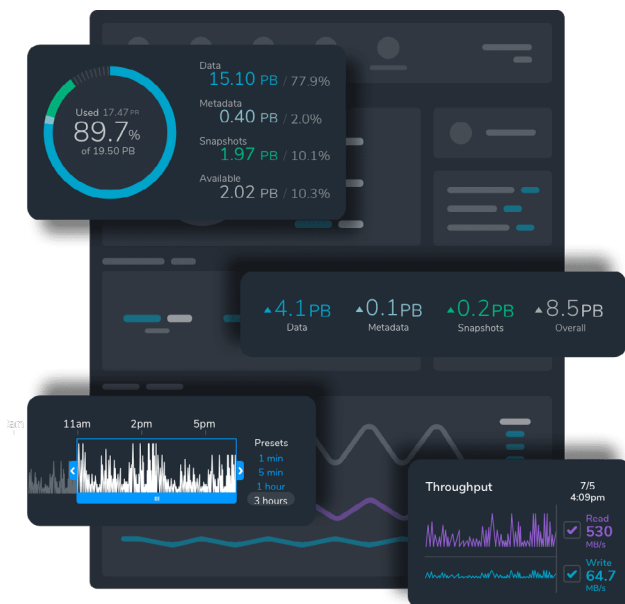 Data
15.10 PB / 77.9%
Used 17.47 PB
89.7%
of 19.50 PB
Metadata
0.40 PB / 2.0%
Snapshots
1.97 PB / 10.1%
Available
2.02 PB / 10.3%
▲4.1PB ▲0.1PB ▲0.2PB ▲8.5PB
Data Metadata Snapshots Overall
11am 2pm 5pm
Presets
1 min
5 min
1 hour
3 hours
Throughput
7/5
4:09pm
Read
530
MB/s
Write
64.7
MB/s